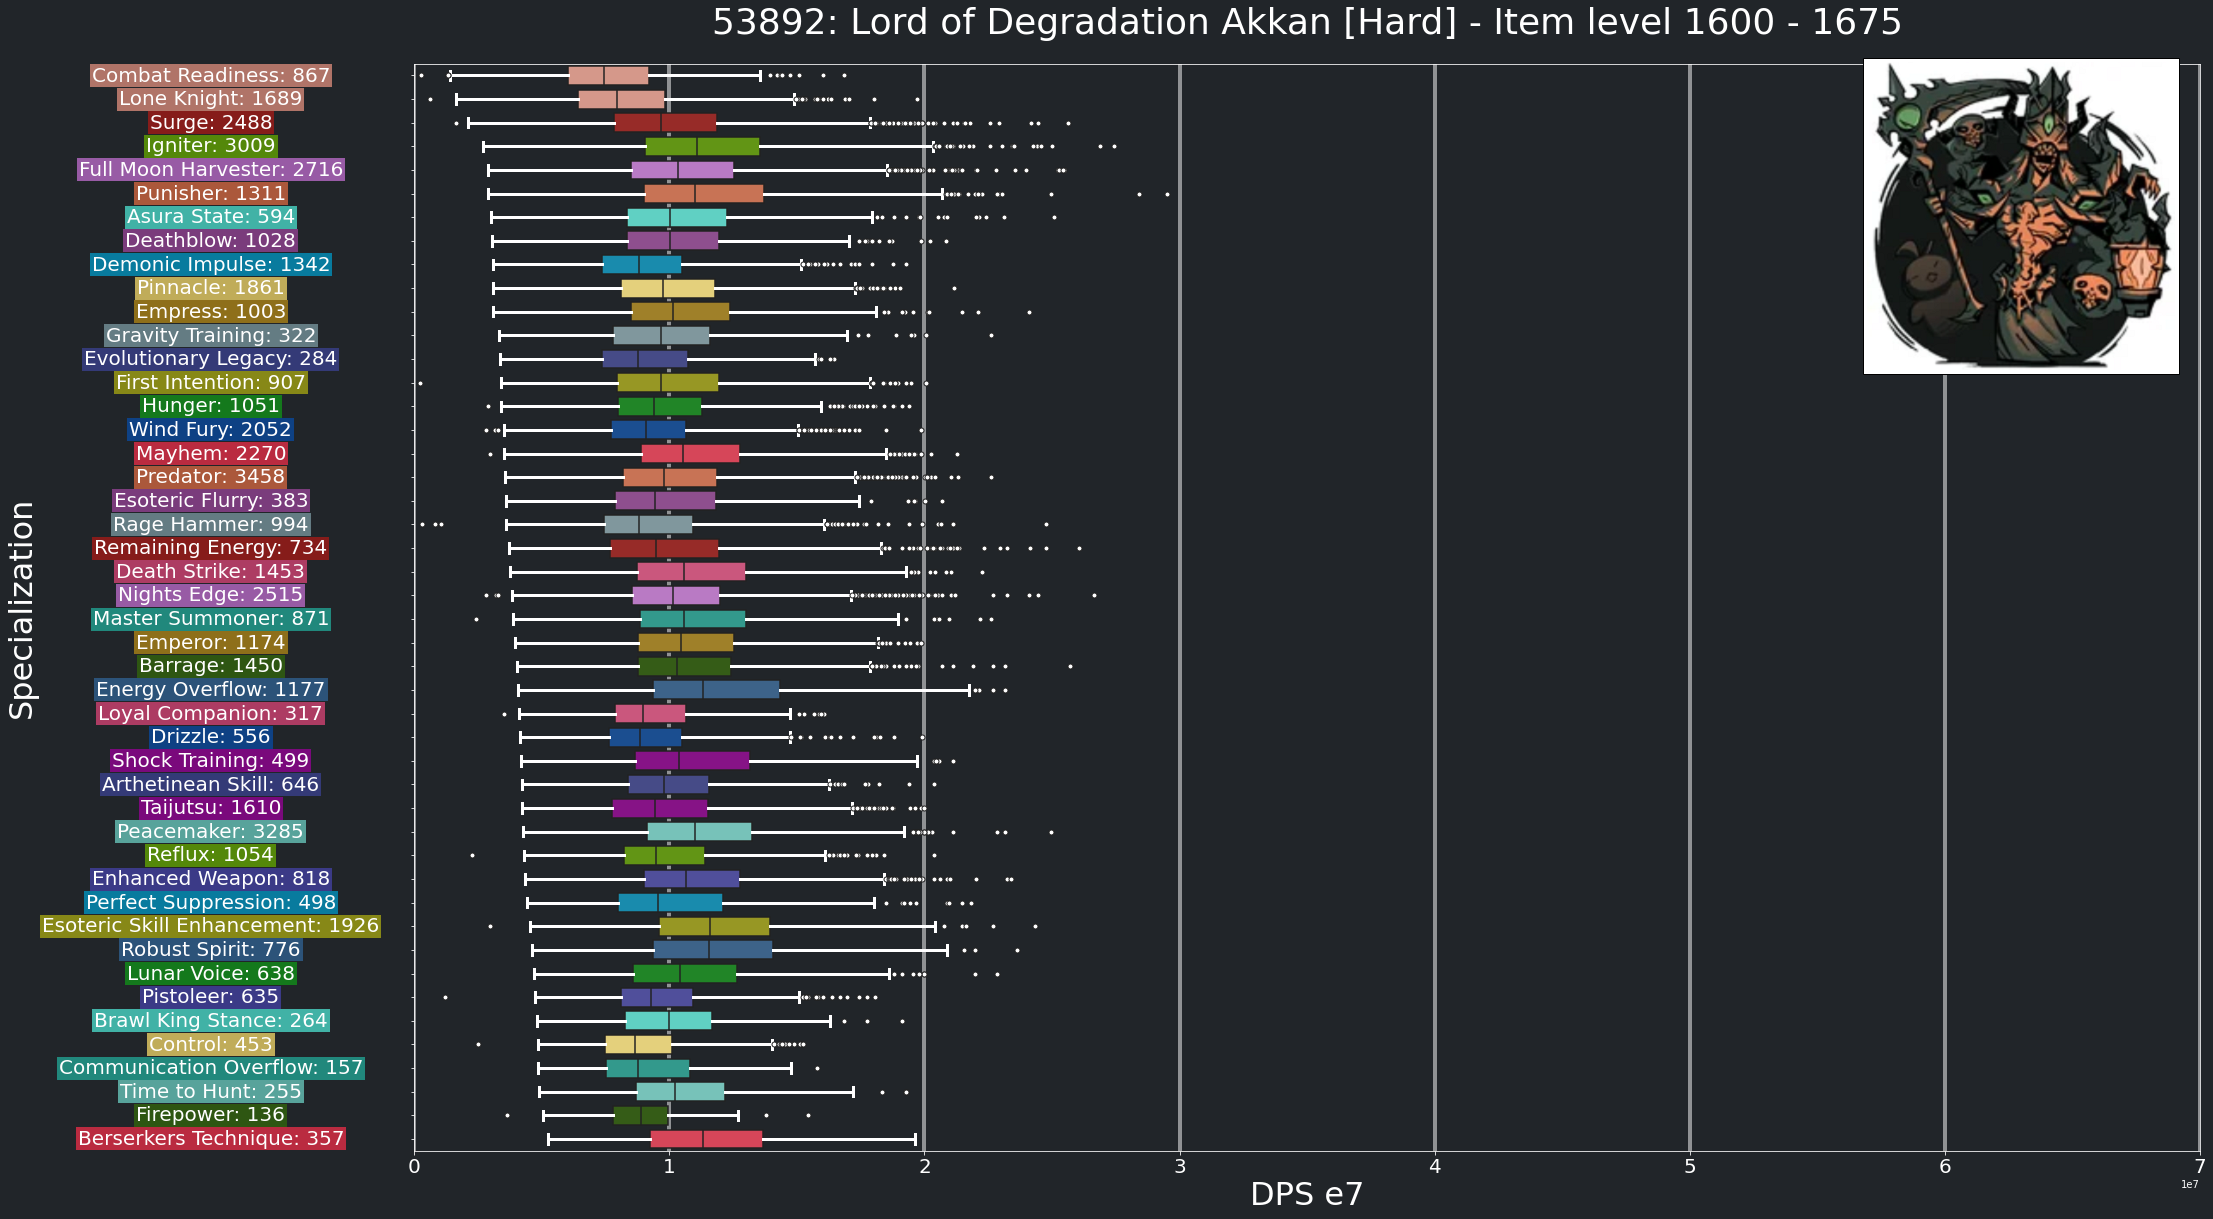 53892: Lord of Degradation Akkan [Hard] - Item level 1600 - 1675
Specialization
Combat Readiness: 867
Lone Knight: 1689
Surge: 2488
Igniter: 3009
Full Moon Harvester: 2716
Punisher: 1311
Asura State: 594
Deathblow: 1028
Demonic Impulse: 1342
Pinnacle: 1861
Empress: 1003
Gravity Training: 322
Evolutionary Legacy: 284
First Intention: 907
Hunger: 1051
Wind Fury: 2052
Mayhem: 2270
Predator: 3458
Esoteric Flurry: 383
Rage Hammer: 994
Remaining Energy: 734
Death Strike: 1453
Nights Edge: 2515
Master Summoner: 871
Emperor: 1174
Barrage: 1450
Energy Overflow: 1177
Loyal Companion: 317
Drizzle: 556
Shock Training: 499
Arthetinean Skill: 646
Taijutsu: 1610
Peacemaker: 3285
Reflux: 1054
Enhanced Weapon: 818
Perfect Suppression: 498
Esoteric Skill Enhancement: 1926
Robust Spirit: 776
Lunar Voice: 638
Pistoleer: 635
Brawl King Stance: 264
Control: 453
Communication Overflow: 157
Time to Hunt: 255
Firepower: 136
Berserkers Technique: 357
0 1 2 3 4 5 6 7
1e7
DPS e7